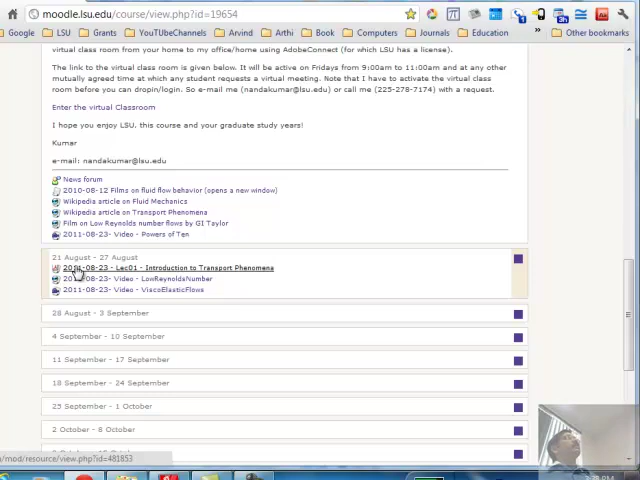 moodle.lsu.edu/course/view.php?id=19654
Google LSU Grants YOUTUbeChannels Arvind Arthi Book Computers Journals Education » Other bookmarks
virtual class room from your home to my office/home using AdobeConnect (for which LSU has a license).
The link to the virtual class room is given below. It will be active on Fridays from 9:00am to 11:00am and at any other
mutually agreed time at which any student requests a virtual meeting. Note that I have to activate the virtual class
room before you can dropin/login. So e-mail me (nandakumar@lsu.edu) or call me (225-278-7174) with a request.
Enter the virtual Classroom
I hope you enjoy LSU, this course and your graduate study years!
Kumar
e-mail: nandakumar@lsu.edu
News forum
2010-08-12 Films on fluid flow behavior (opens a new window)
Wikipedia article on Fluid Mechanics
Wikipedia article on Transport Phenomena
Film on Low Reynolds number flows by GI Taylor
2011-08-23- Video - Powers of Ten
21 August - 27 August
2011-08-23 - Lec01 - Introduction to Transport Phenomena
2011-08-23- Video - LowReynoldsNumber
2011-08-23- Video - ViscoElasticFlows
28 August - 3 September
4 September - 10 September
11 September - 17 September
18 September - 24 September
25 September - 1 October
2 October - 8 October
/mod/resource/view.php?id=481853